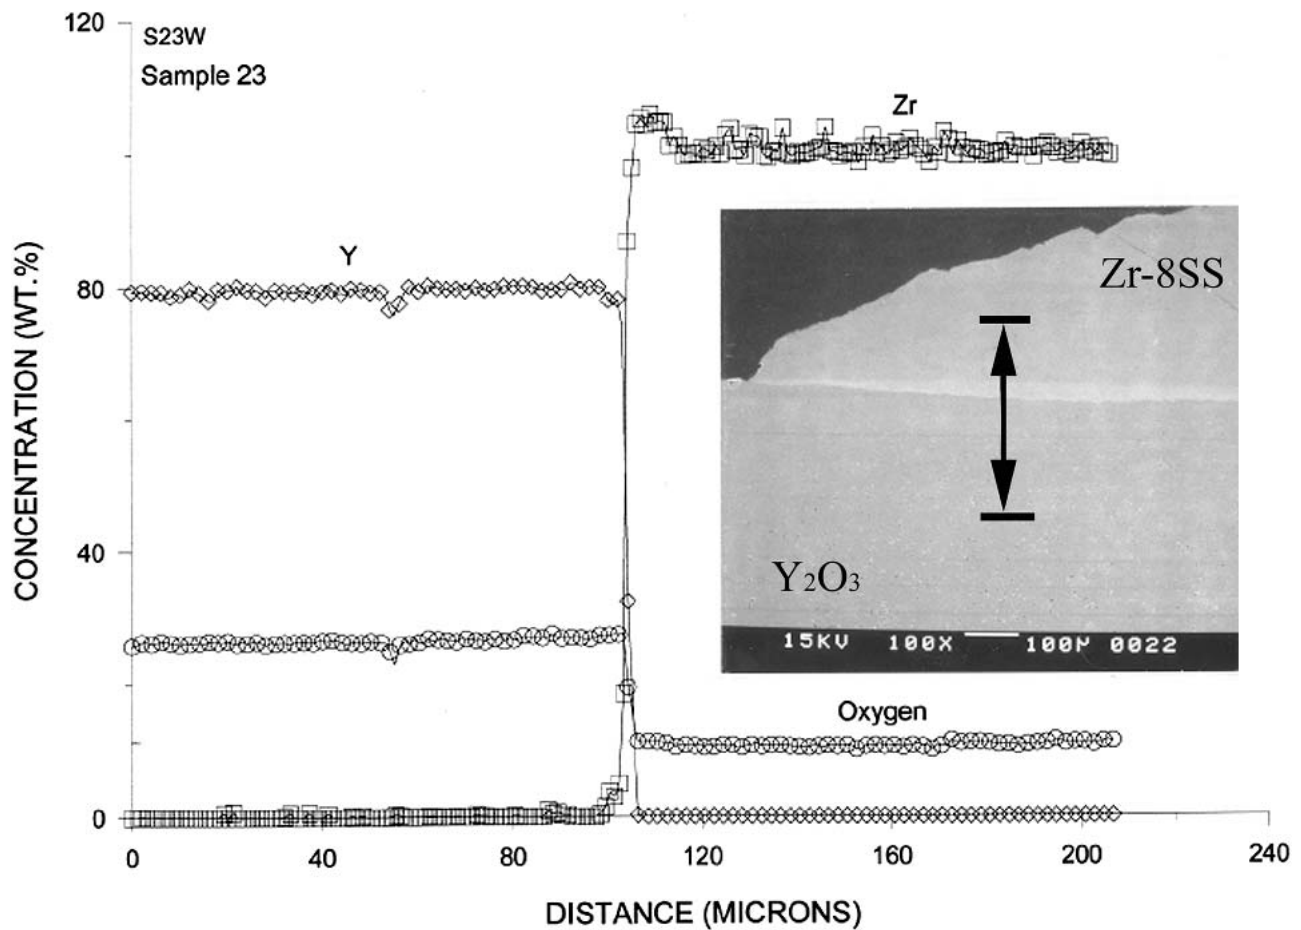 S23W
Sample 23
120
80
40
0
CONCENTRATION (WT.%)
Y
Zr
Oxygen
Zr-8SS
Y₂O₃
15KV 100X 100µ 0022
0 40 80 120 160 200 240
DISTANCE (MICRONS)